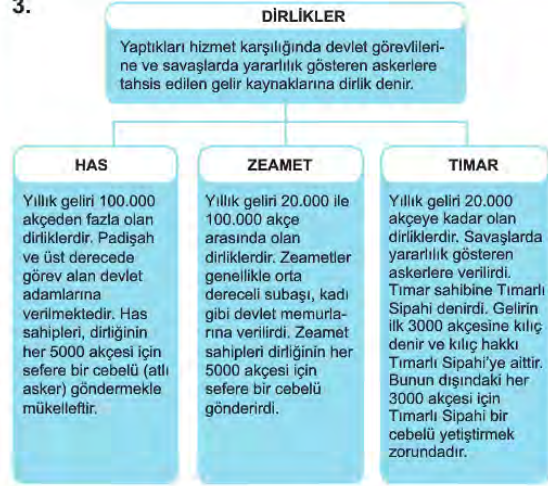 3.
DİRLİKLER
Yaptıkları hizmet karşılığında devlet görevlileri-
ne ve savaşlarda yararlılık gösteren askerlere
tahsis edilen gelir kaynaklarına dirlik denir.
HAS
Yıllık geliri 100.000
akçeden fazla olan
dirliklerdir. Padişah
ve üst derecede
görev alan devlet
adamlarına
verilmektedir. Has
sahipleri, dirliğinin
her 5000 akçesi için
sefere bir cebelü (atlı
asker) göndermekle
mükelleftir.
ZEAMET
Yıllık geliri 20.000 ile
100.000 akçe
arasında olan
dirliklerdir. Zeametler
genellikle orta
dereceli subaşı, kadı
gibi devlet memurla-
rına verilirdi. Zeamet
sahipleri dirliğinin her
5000 akçesi için
sefere bir cebelü
gönderirdi.
TIMAR
Yıllık geliri 20.000
akçeye kadar olan
dirliklerdir. Savaşlarda
yararlılık gösteren
askerlere verilirdi.
Tımar sahibine Tımarlı
Sipahi denirdi. Gelirin
ilk 3000 akçesine kılıç
denir ve kılıç hakkı
Tımarlı Sipahi'ye aittir.
Bunun dışındaki her
3000 akçesi için
Tımarlı Sipahi bir
cebelü yetiştirmek
zorundadır.